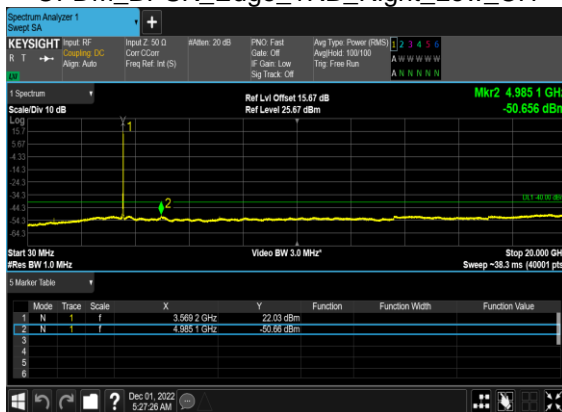 Spectrum Analyzer 1
Swept SA
+
KEYSIGHT
R T
LU
Input: RF
Coupling: DC
Align: Auto
Input Z: 50 Ω
Corr CCorr
Freq Ref: Int (S)
#Atten: 20 dB
PNO: Fast
Gate: Off
IF Gain: Low
Sig Track: Off
Avg Type: Power (RMS)
Avg|Hold: 100/100
Trig: Free Run
1 2 3 4 5 6
A W W W W W
A N N N N N
1 Spectrum
Scale/Div 10 dB
Ref Lvl Offset 15.67 dB
Ref Level 25.67 dBm
Mkr2 4.985 1 GHz
-50.656 dBm
Log
15.7
5.67
-4.33
-14.3
-24.3
-34.3
-44.3
-54.3
-64.3
1
2
DL1 -40.00 dBm
Start 30 MHz
#Res BW 1.0 MHz
Video BW 3.0 MHz*
Stop 20.000 GHz
Sweep ~38.3 ms (40001 pts)
5 Marker Table
Mode Trace Scale X Y Function Function Width Function Value
1 N 1 f 3.569 2 GHz 22.03 dBm
2 N 1 f 4.985 1 GHz -50.66 dBm
3
4
5
6
?
Dec 01, 2022
5:27:26 AM